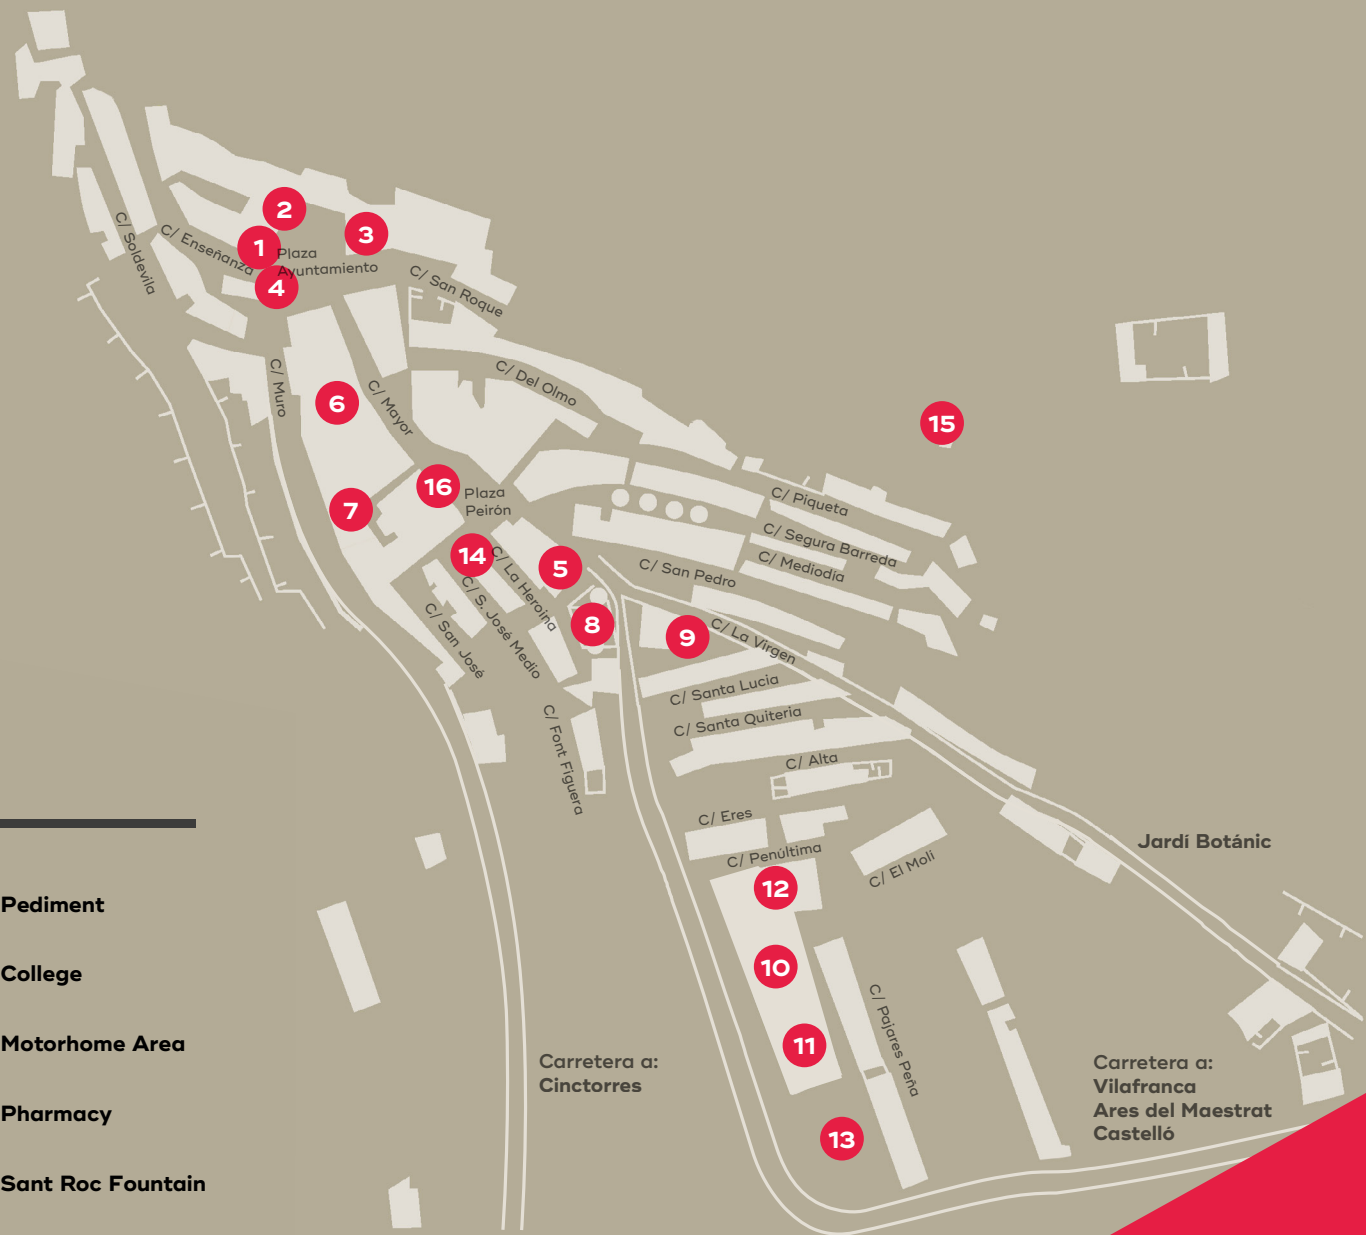 2
1
3
4
Plaza
Ayuntamiento
C/ Soldevila
C/ Enseñanza
C/ San Roque
C/ Muro
6
C/ Mayor
C/ Del Olmo
15
7
16
Plaza
Peirón
C/ Piqueta
C/ Segura Barreda
C/ Mediodía
14
C/ La Heroina
5
C/ San Pedro
C/ S. José Medio
C/ San José
8
9
C/ La Virgen
C/ Santa Lucia
C/ Santa Quiteria
C/ Font Figuera
C/ Alta
C/ Eres
C/ Penúltima
C/ El Moli
Jardí Botánic
12
10
11
C/ Pajares Peña
13
Pediment
College
Motorhome Area
Pharmacy
Sant Roc Fountain
Carretera a:
Cinctorres
Carretera a:
Vilafranca
Ares del Maestrat
Castelló